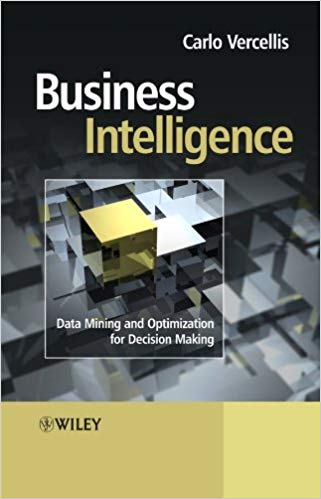 Carlo Vercellis
Business
Intelligence
Data Mining and Optimization
for Decision Making
WILEY